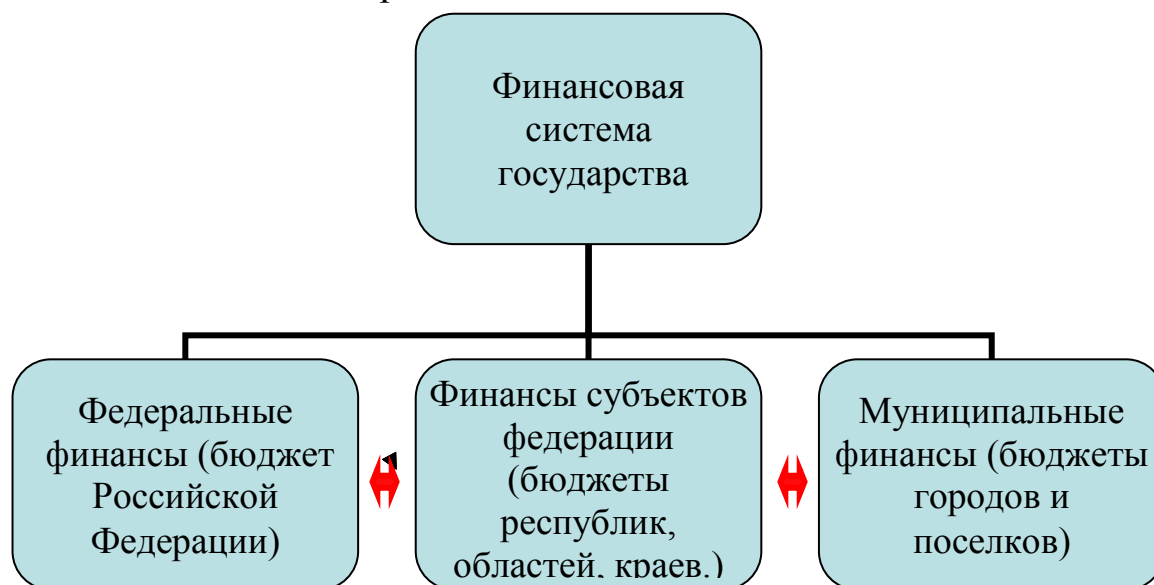 Финансовая
система
государства
Федеральные
финансы (бюджет
Российской
Федерации)
Финансы субъектов
федерации
(бюджеты
республик,
областей, краев.)
Муниципальные
финансы (бюджеты
городов и
поселков)